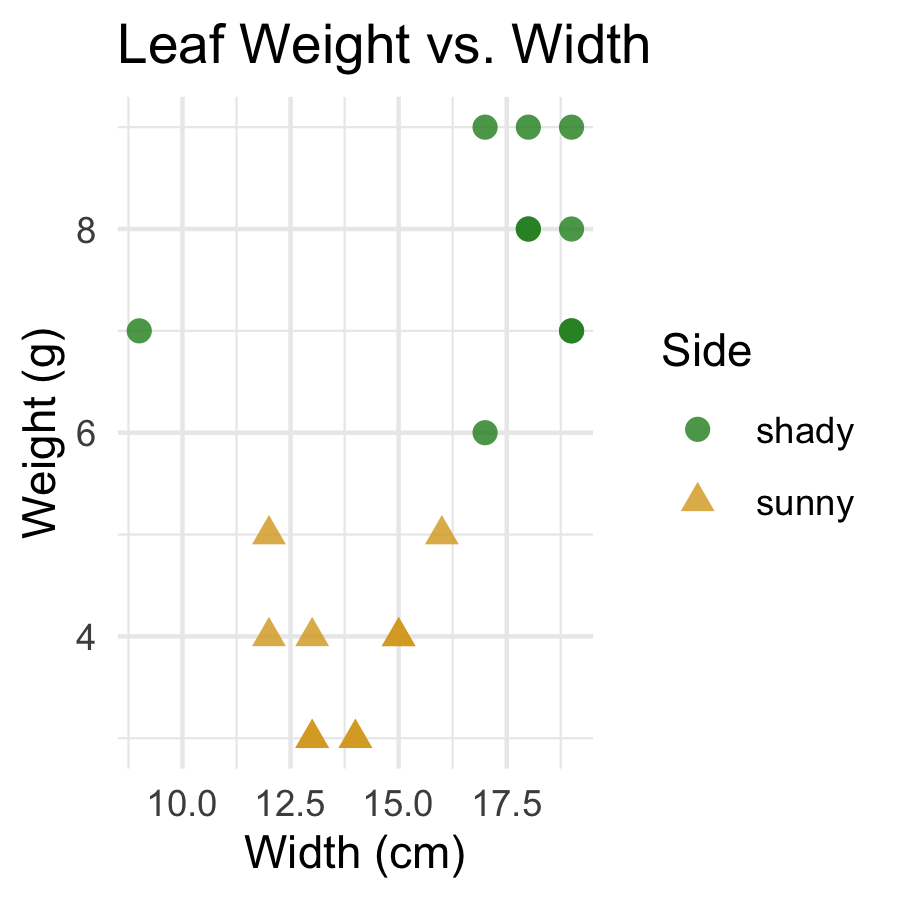 Leaf Weight vs. Width
Weight (g)
8
6
4
10.0 12.5 15.0 17.5
Width (cm)
Side
shady
sunny